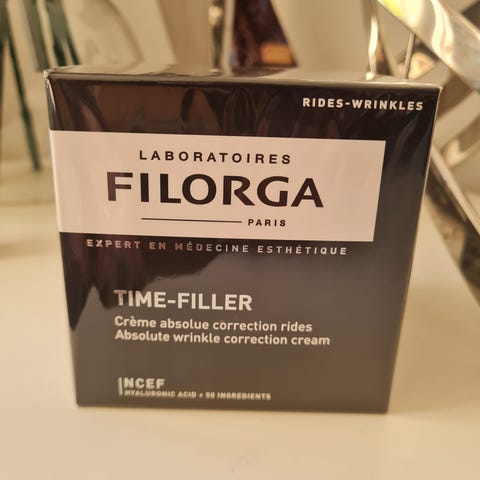 RIDES-WRINKLES
LABORATOIRES
FILORGA
PARIS
EXPERT EN MÉDECINE ESTHÉTIQUE
TIME-FILLER
Crème absolue correction rides
Absolute wrinkle correction cream
NCEF
HYALURONIC ACID + 50 INGREDIENTS